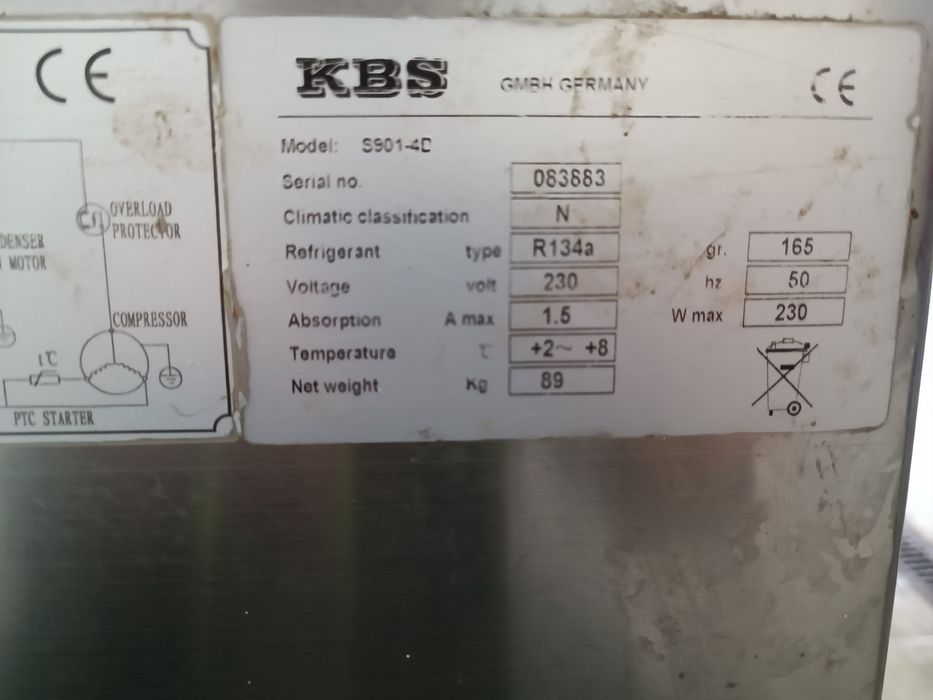 CE
OVERLOAD
PROTECTOR
DENSER
MOTOR
COMPRESSOR
1℃
PTC STARTER
KBS GMBH GERMANY CE
Model: S901-4D
Serial no. 083883
Climatic classification N
Refrigerant type R134a gr. 165
Voltage volt 230 hz 50
Absorption A max 1.5 W max 230
Temperature ℃ +2~ +8
Net weight Kg 89